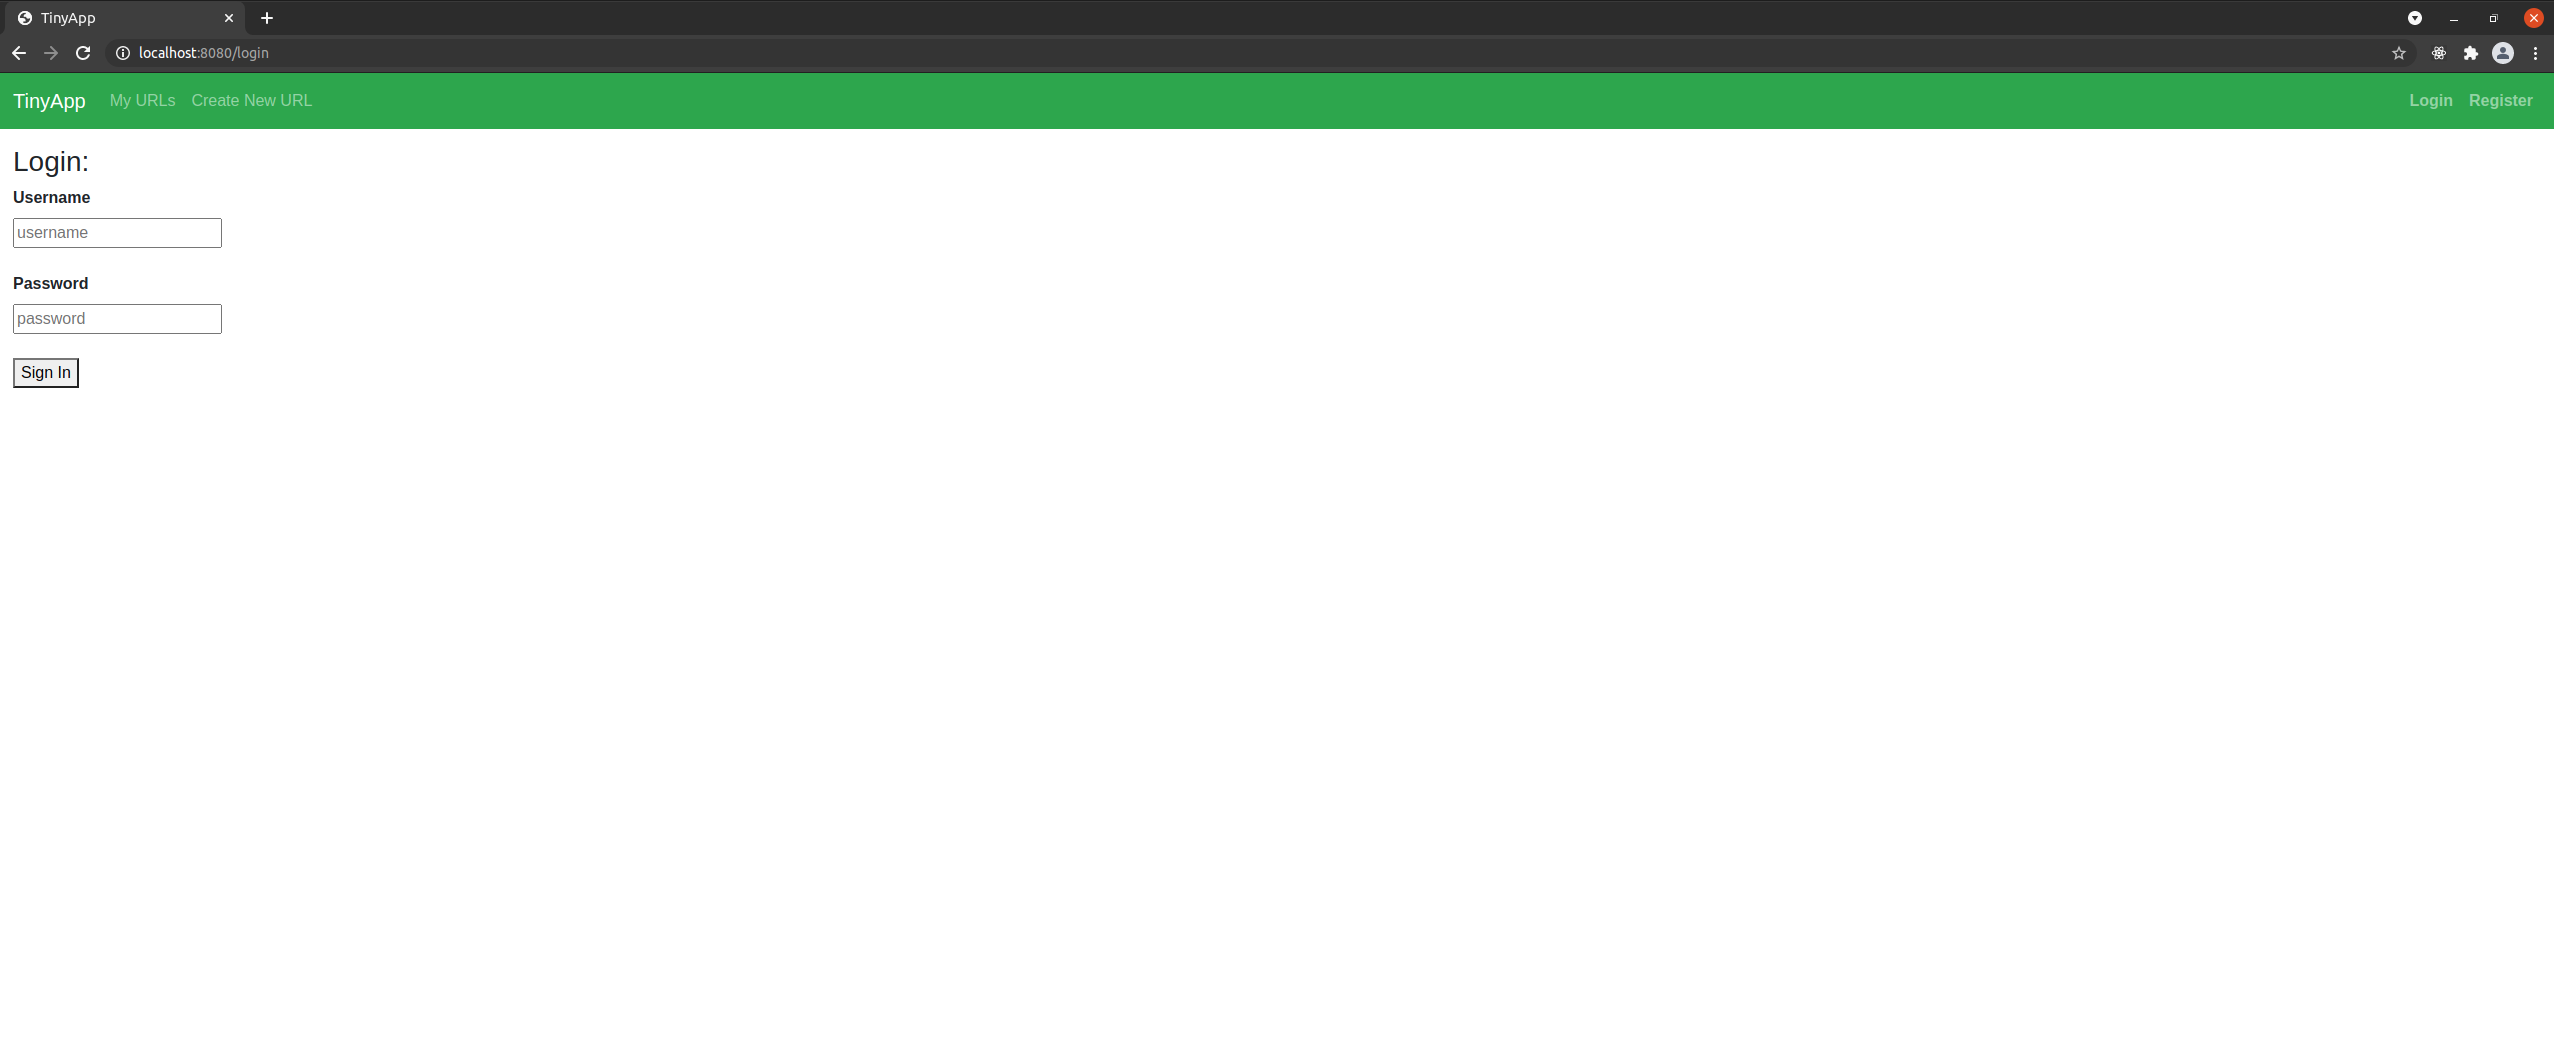 TinyApp
localhost:8080/login
TinyApp My URLs Create New URL Login Register
Login:
Username
username
Password
password
Sign In